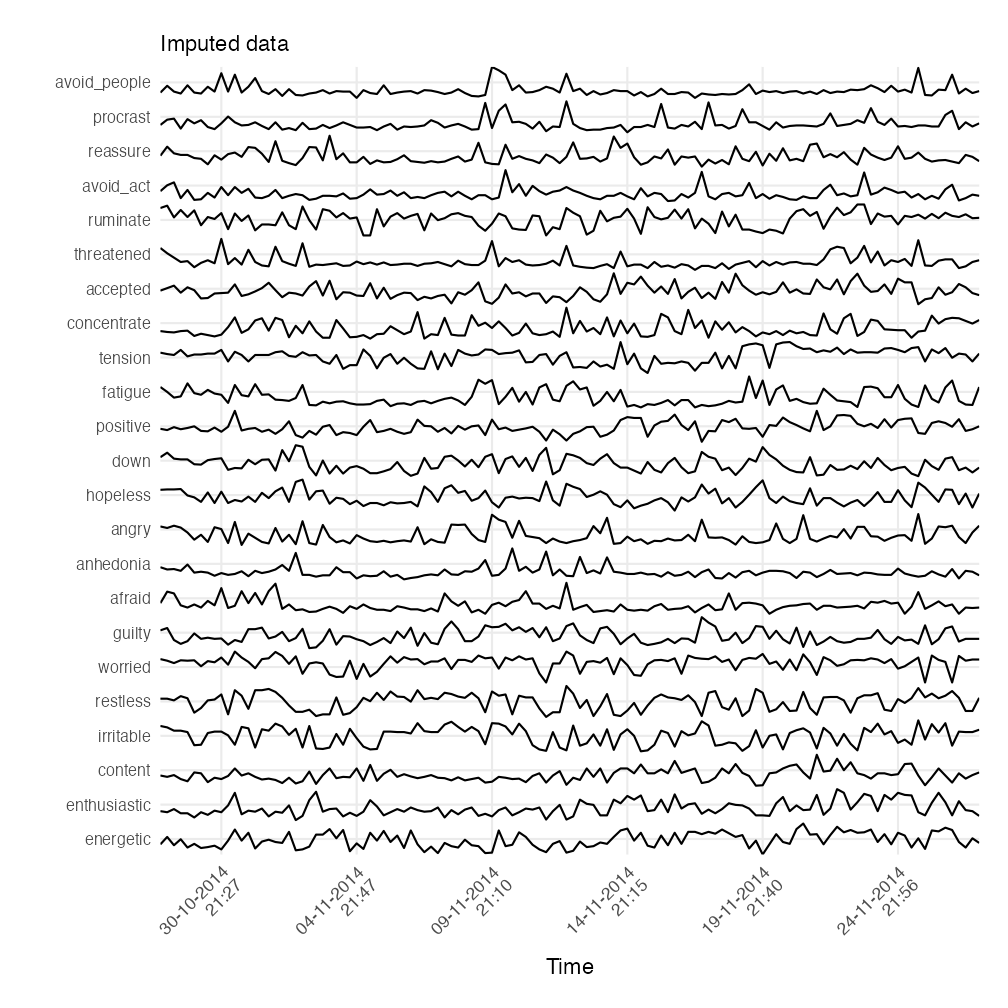 Imputed data
avoid_people
procrast
reassure
avoid_act
ruminate
threatened
accepted
concentrate
tension
fatigue
positive
down
hopeless
angry
anhedonia
afraid
guilty
worried
restless
irritable
content
enthusiastic
energetic
30-10-2014
21:27
04-11-2014
21:47
09-11-2014
21:10
14-11-2014
21:15
19-11-2014
21:40
24-11-2014
21:56
Time